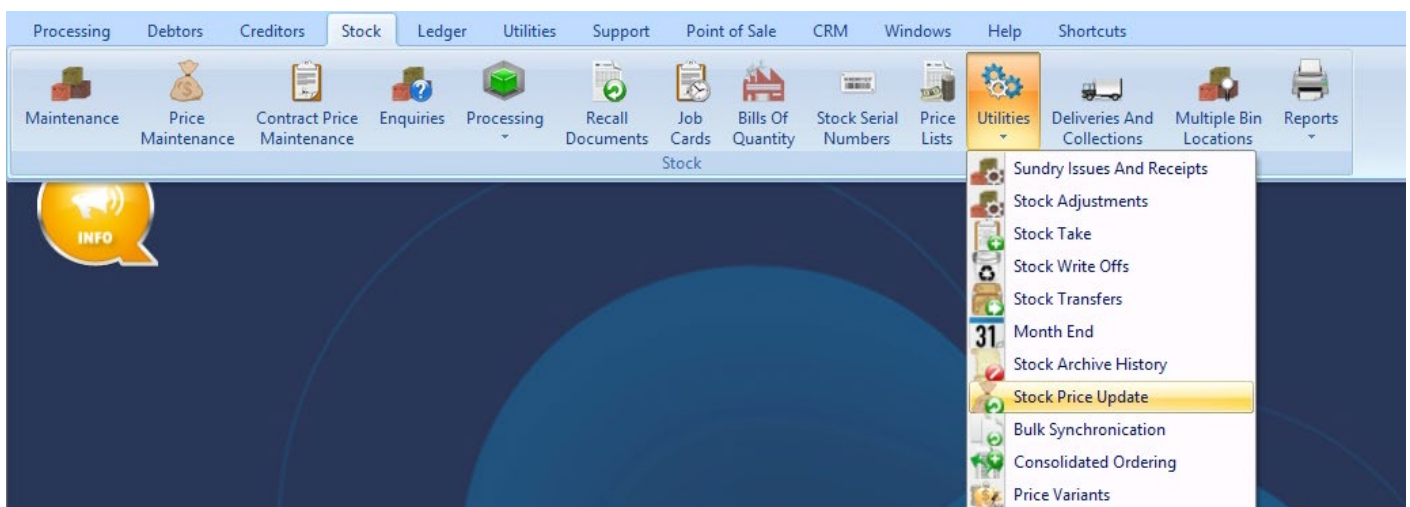 Processing Debtors Creditors Stock Ledger Utilities Support Point of Sale CRM Windows Help Shortcuts
Maintenance Price Contract Price Enquiries Processing Recall Job Bills Of Stock Serial Price Utilities Deliveries And Multiple Bin Reports
Maintenance Maintenance Documents Cards Quantity Numbers Lists Collections Locations
Stock
INFO
Sundry Issues And Receipts
Stock Adjustments
Stock Take
Stock Write Offs
Stock Transfers
31 Month End
Stock Archive History
Stock Price Update
Bulk Synchronication
Consolidated Ordering
Price Variants